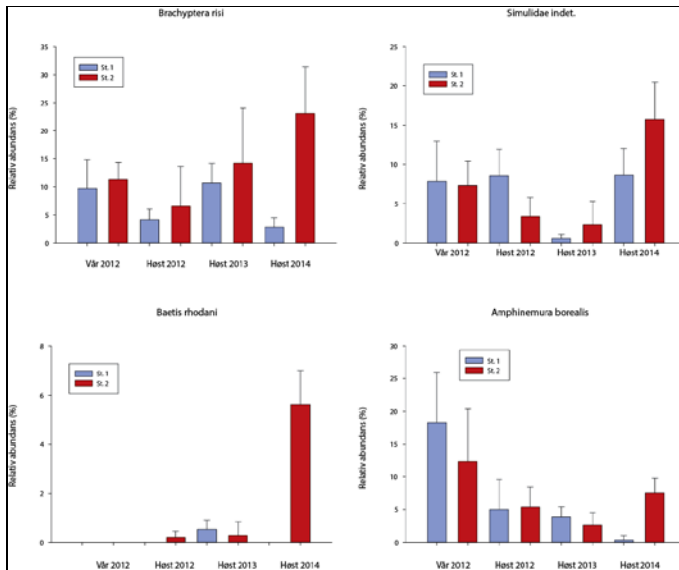 Brachyptera risi
35
30
25
20
15
10
5
0
Relativ abundans (%)
St. 1
St. 2
Vår 2012
Høst 2012
Høst 2013
Høst 2014
Simulidae indet.
25
20
15
10
5
0
Relativ abundans (%)
St. 1
St. 2
Vår 2012
Høst 2012
Høst 2013
Høst 2014
Baetis rhodani
8
6
4
2
0
Relativ abundans (%)
St. 1
St. 2
Vår 2012
Høst 2012
Høst 2013
Høst 2014
Amphinemura borealis
30
25
20
15
10
5
0
Relativ abundans (%)
St. 1
St. 2
Vår 2012
Høst 2012
Høst 2013
Høst 2014